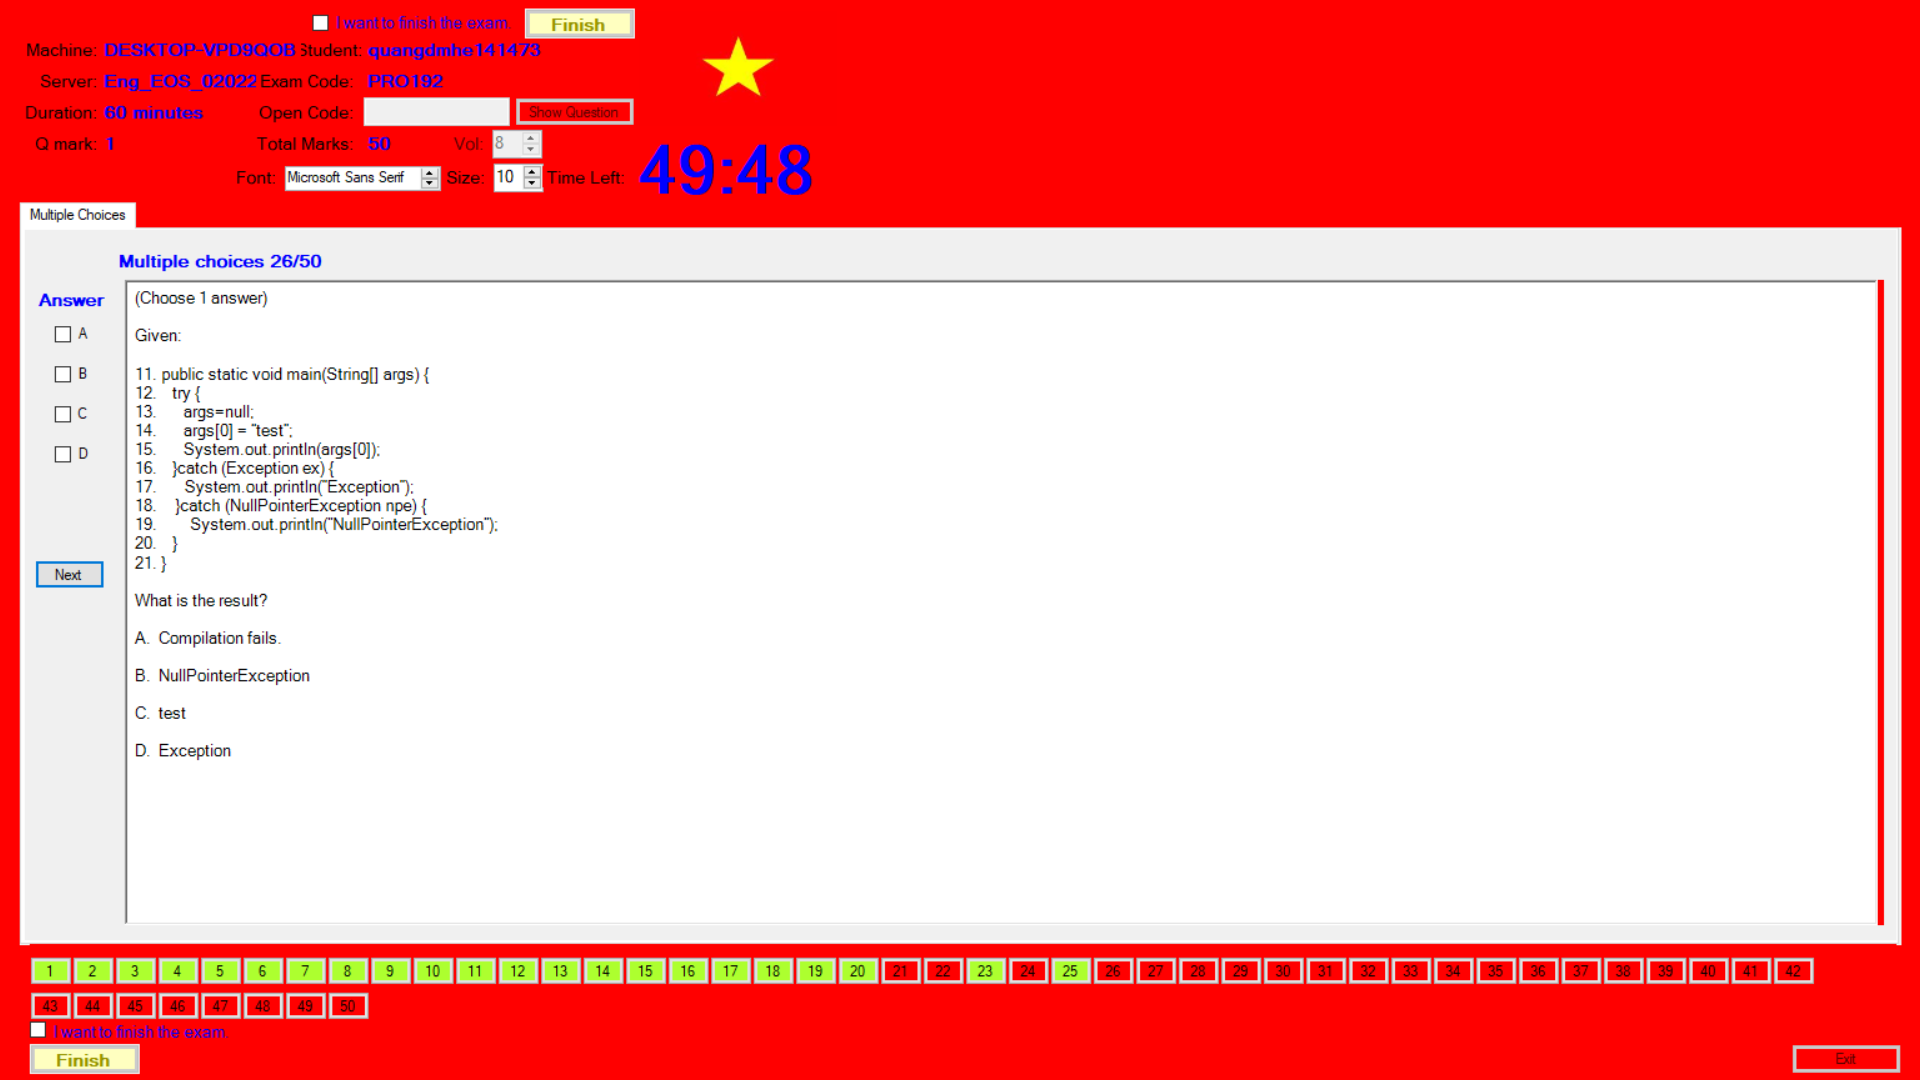 I want to finish the exam.
Finish
Machine: DESKTOP-VPD9QOB Student: quangdmhe141473
Server: Eng_EOS_02022 Exam Code: PRO192
Duration: 60 minutes Open Code: Show Question
Q mark: 1 Total Marks: 50 Vol: 8
Font: Microsoft Sans Serif Size: 10 Time Left: 49:48
Multiple Choices
Multiple choices 26/50
Answer
A
B
C
D
Next
(Choose 1 answer)
Given:
11. public static void main(String[] args) {
12. try {
13. args=null;
14. args[0] = "test";
15. System.out.println(args[0]);
16. }catch (Exception ex) {
17. System.out.println("Exception");
18. }catch (NullPointerException npe) {
19. System.out.println("NullPointerException");
20. }
21. }
What is the result?
A. Compilation fails.
B. NullPointerException
C. test
D. Exception
1 2 3 4 5 6 7 8 9 10 11 12 13 14 15 16 17 18 19 20 21 22 23 24 25 26 27 28 29 30 31 32 33 34 35 36 37 38 39 40 41 42
43 44 45 46 47 48 49 50
I want to finish the exam.
Finish
Exit